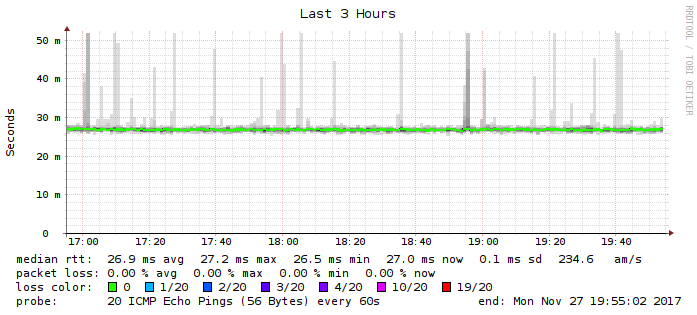 Last 3 Hours
RRDTOOL / TOBI OETIKER
Seconds
50 m
40 m
30 m
20 m
10 m
0
17:00 17:20 17:40 18:00 18:20 18:40 19:00 19:20 19:40
median rtt: 26.9 ms avg 27.2 ms max 26.5 ms min 27.0 ms now 0.1 ms sd 234.6 am/s
packet loss: 0.00 % avg 0.00 % max 0.00 % min 0.00 % now
loss color: 0 1/20 2/20 3/20 4/20 10/20 19/20
probe: 20 ICMP Echo Pings (56 Bytes) every 60s end: Mon Nov 27 19:55:02 2017